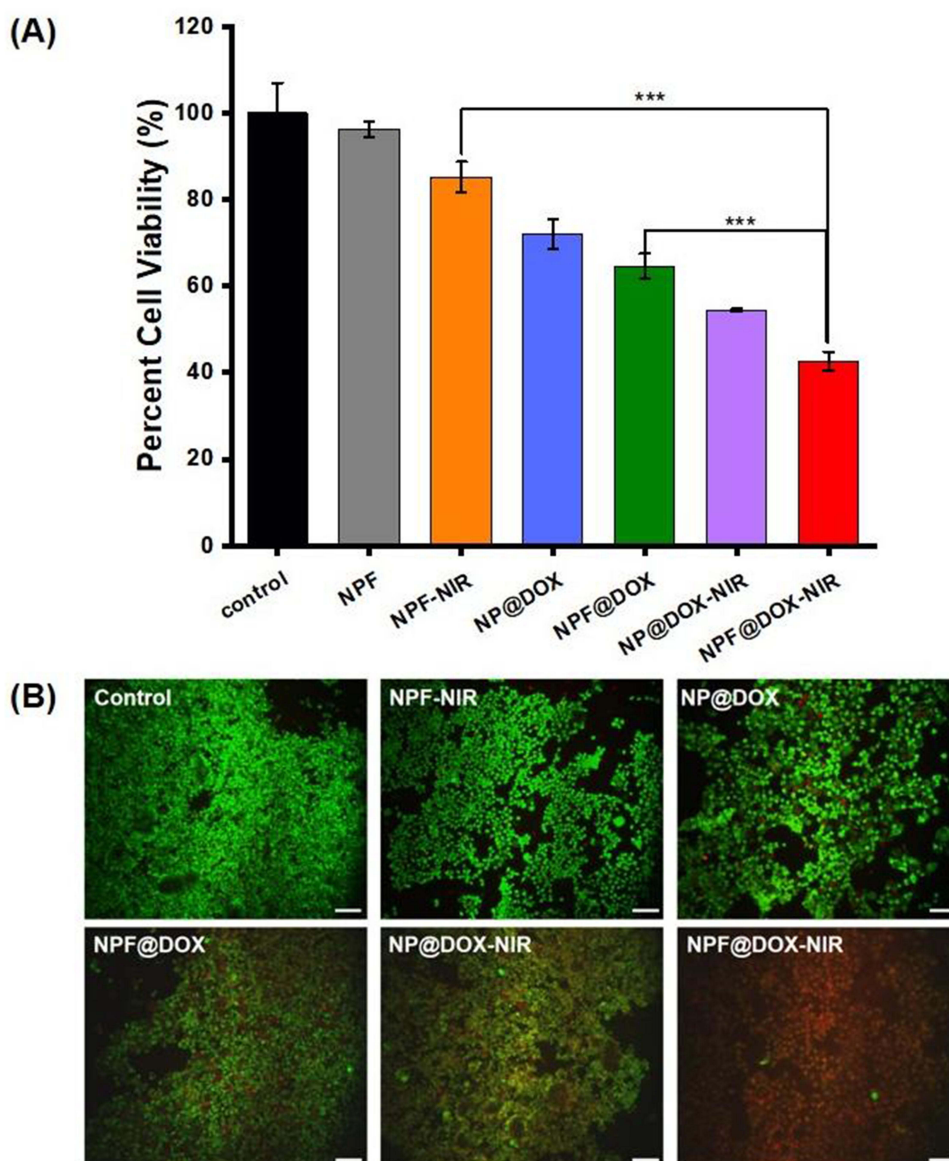 (A)
Percent Cell Viability (%)
120
100
80
60
40
20
0
***
***
control
NPF
NPF-NIR
NP@DOX
NPF@DOX
NP@DOX-NIR
NPF@DOX-NIR
(B)
Control
NPF-NIR
NP@DOX
NPF@DOX
NP@DOX-NIR
NPF@DOX-NIR